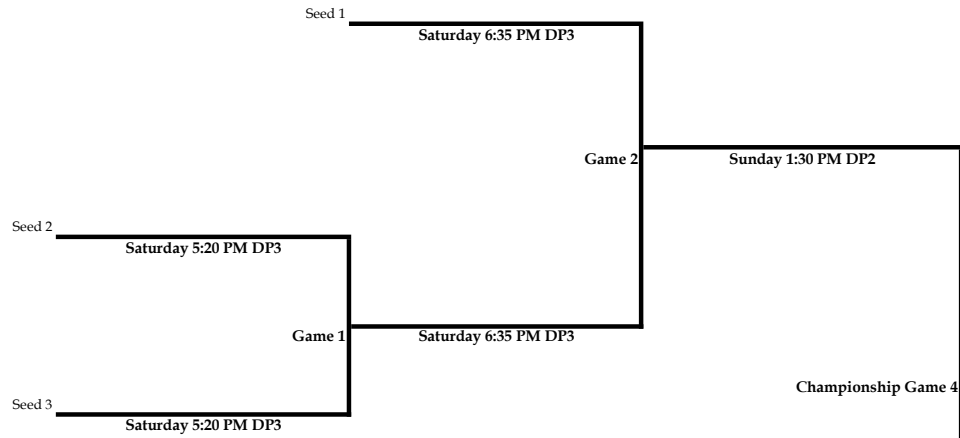 Seed 1
Saturday 6:35 PM DP3
Game 2
Sunday 1:30 PM DP2
Seed 2
Saturday 5:20 PM DP3
Game 1
Saturday 6:35 PM DP3
Championship Game 4
Seed 3
Saturday 5:20 PM DP3